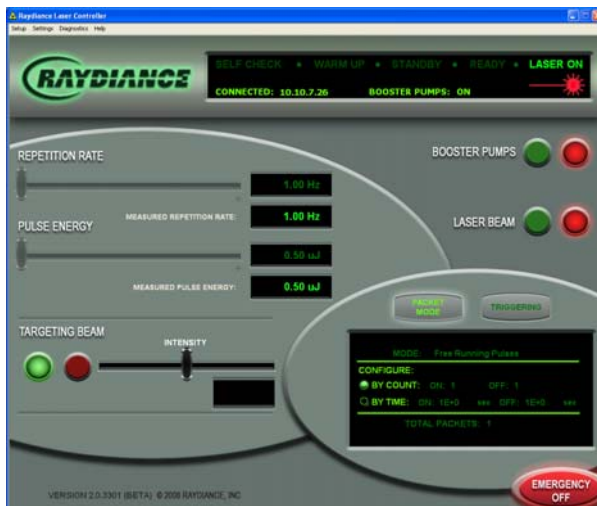 Raydiance Laser Controller
Setup Settings Diagnostics Help
RAYDIANCE
SELF CHECK • WARM UP • STANDBY • READY • LASER ON
CONNECTED: 10.10.7.26 BOOSTER PUMPS: ON
REPETITION RATE
1.00 Hz
MEASURED REPETITION RATE: 1.00 Hz
PULSE ENERGY
0.50 uJ
MEASURED PULSE ENERGY: 0.50 uJ
TARGETING BEAM
INTENSITY
BOOSTER PUMPS
LASER BEAM
PACKET MODE
TRIGGERING
MODE: Free Running Pulses
CONFIGURE:
BY COUNT: ON: 1 OFF: 1
BY TIME: ON: 1E+0 sec OFF: 1E+0 sec
TOTAL PACKETS: 1
VERSION 2.0.3301 (BETA) © 2008 RAYDIANCE, INC
EMERGENCY OFF